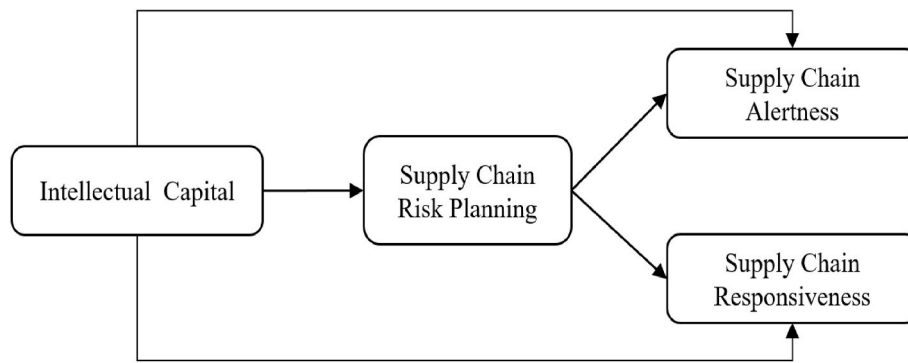 Intellectual Capital
Supply Chain
Risk Planning
Supply Chain
Alertness
Supply Chain
Responsiveness